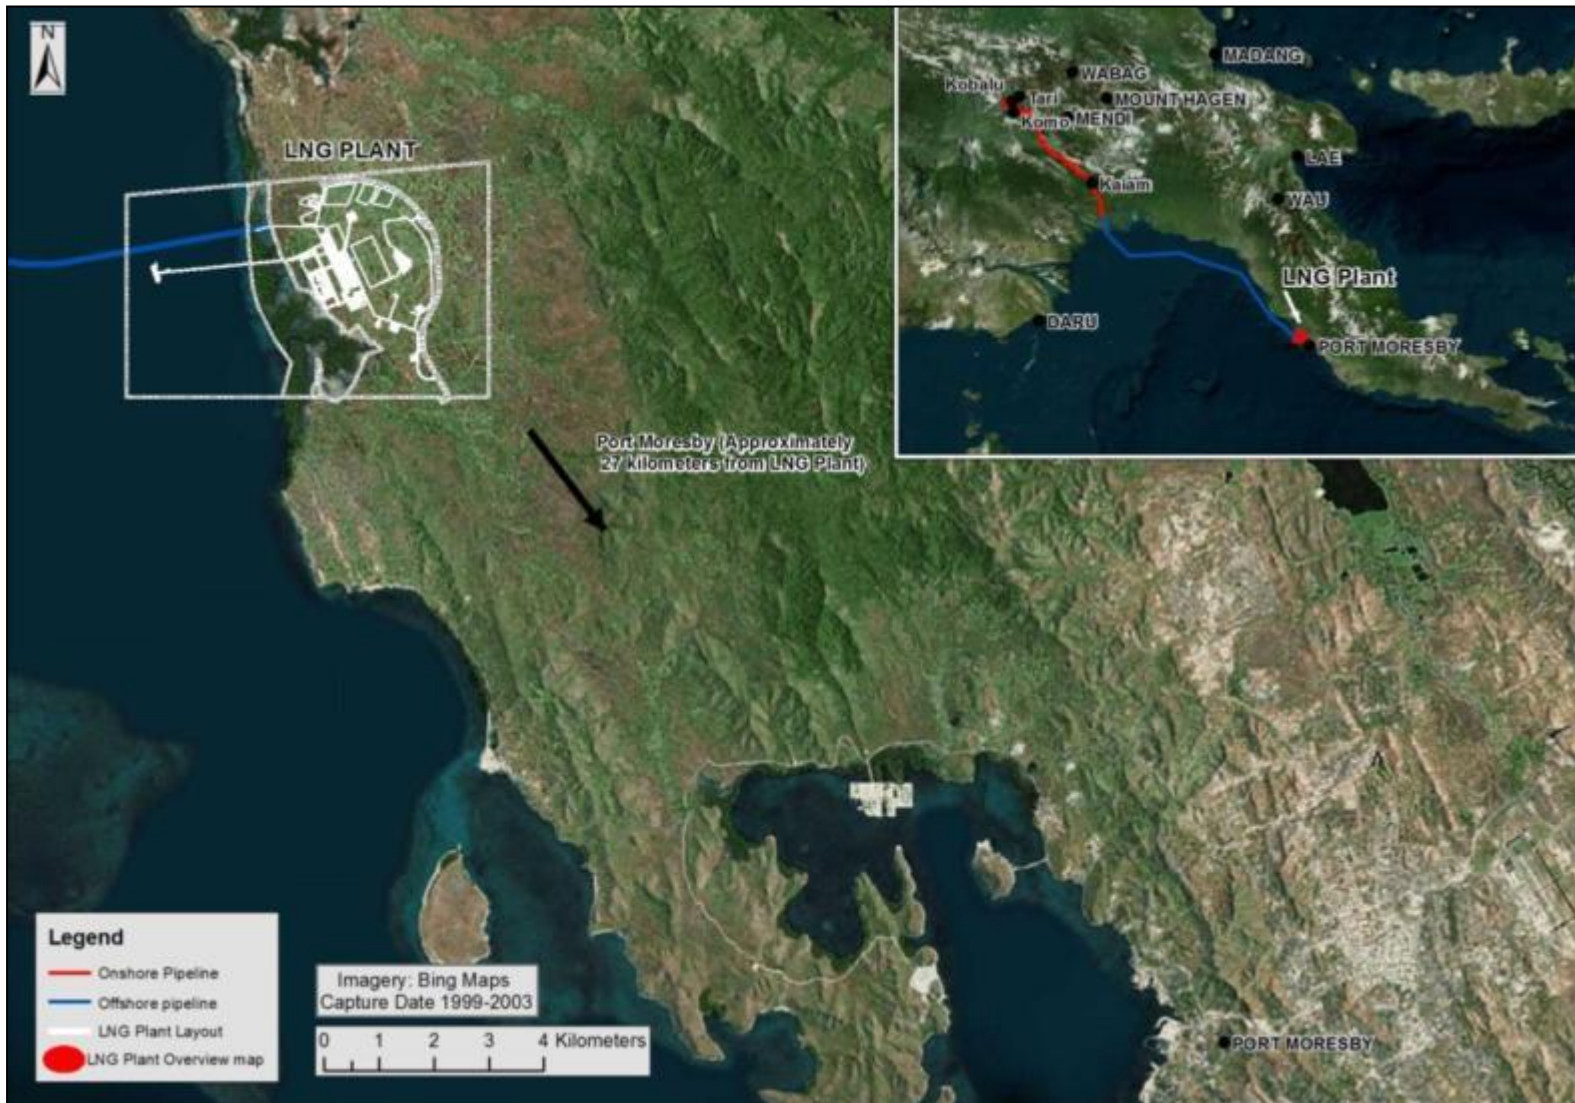 N
LNG PLANT
Port Moresby (Approximately
27 kilometers from LNG Plant)
MADANG
WABAG
Kobalu
Tari
MOUNT HAGEN
Komo
MENDI
LAE
Kaiam
WAU
LNG Plant
DARU
PORT MORESBY
Legend
Onshore Pipeline
Offshore pipeline
LNG Plant Layout
LNG Plant Overview map
Imagery: Bing Maps
Capture Date 1999-2003
0 1 2 3 4 Kilometers
PORT MORESBY